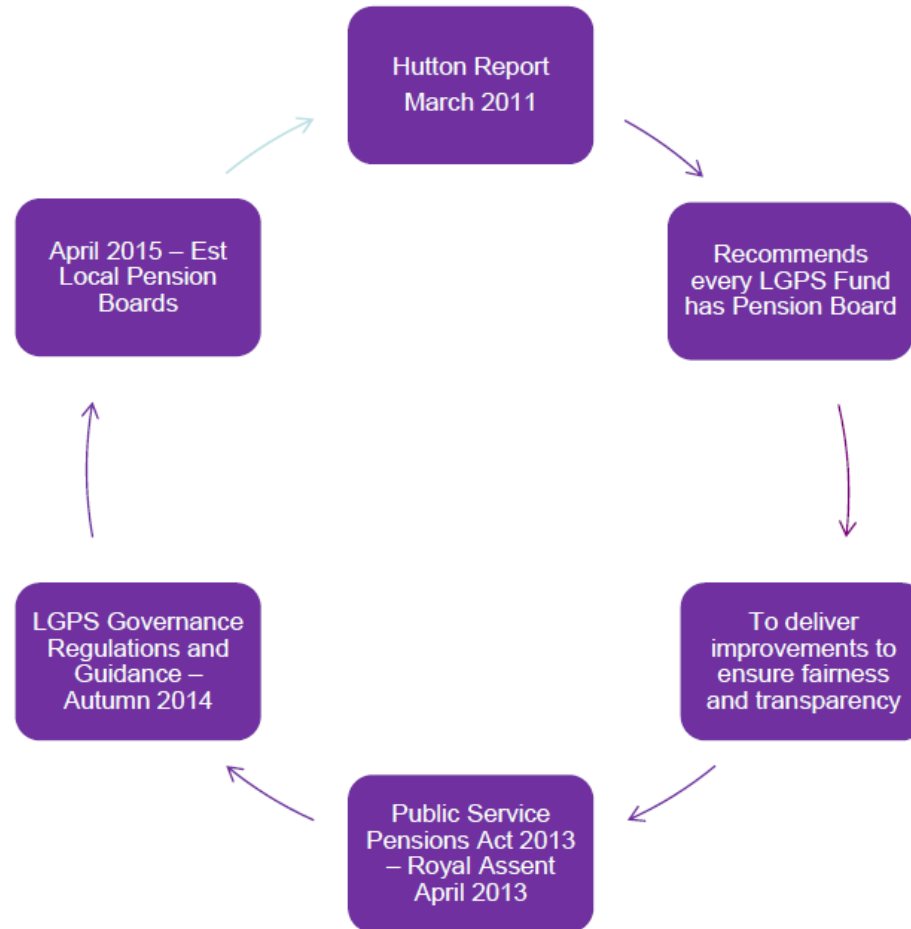 Hutton Report
March 2011
Recommends
every LGPS Fund
has Pension Board
To deliver
improvements to
ensure fairness
and transparency
Public Service
Pensions Act 2013
– Royal Assent
April 2013
LGPS Governance
Regulations and
Guidance –
Autumn 2014
April 2015 – Est
Local Pension
Boards